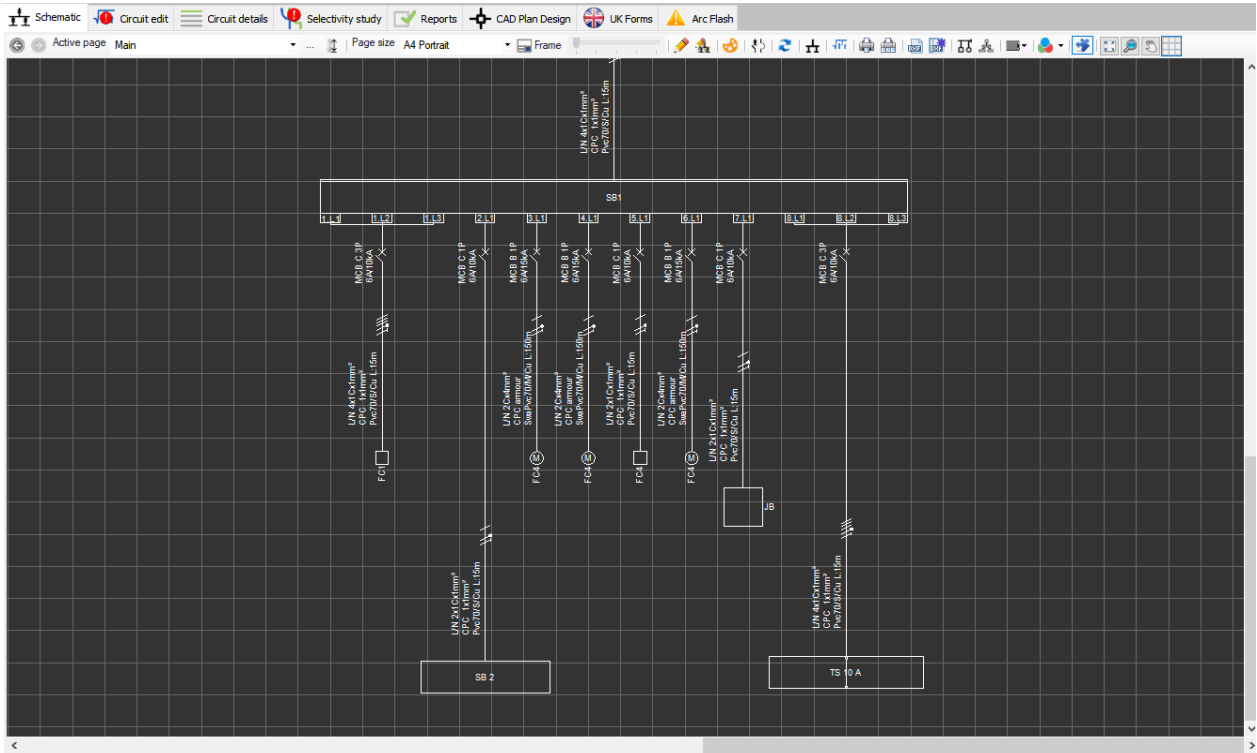 Schematic
Circuit edit
Circuit details
Selectivity study
Reports
CAD Plan Design
UK Forms
Arc Flash
Active page Main
...
Page size A4 Portrait
Frame
L/N 4x1Cx1mm²
CPC 1x1mm²
Pvc70/S/Cu L:15m
SB1
1.L1
1.L2
1.L3
2.L1
3.L1
4.L1
5.L1
6.L1
7.L1
8.L1
8.L2
8.L3
MCB C 3P
6A/10kA
MCB C 1P
6A/10kA
MCB B 1P
6A/15kA
MCB B 1P
6A/15kA
MCB C 1P
6A/10kA
MCB B 1P
6A/15kA
MCB C 1P
6A/10kA
MCB C 3P
6A/10kA
L/N 4x1Cx1mm²
CPC 1x1mm²
Pvc70/S/Cu L:15m
L/N 2Cx4mm²
CPC armour
SwaPvc70/M/Cu L:150m
L/N 2Cx4mm²
CPC armour
SwaPvc70/M/Cu L:150m
L/N 2x1Cx1mm²
CPC 1x1mm²
Pvc70/S/Cu L:15m
L/N 2Cx4mm²
CPC armour
SwaPvc70/M/Cu L:150m
L/N 2x1Cx1mm²
CPC 1x1mm²
Pvc70/S/Cu L:15m
M
M
M
FC1
FC4
FC4
FC4
FC4
JB
L/N 2x1Cx1mm²
CPC 1x1mm²
Pvc70/S/Cu L:15m
L/N 4x1Cx1mm²
CPC 1x1mm²
Pvc70/S/Cu L:15m
SB 2
TS 10 A